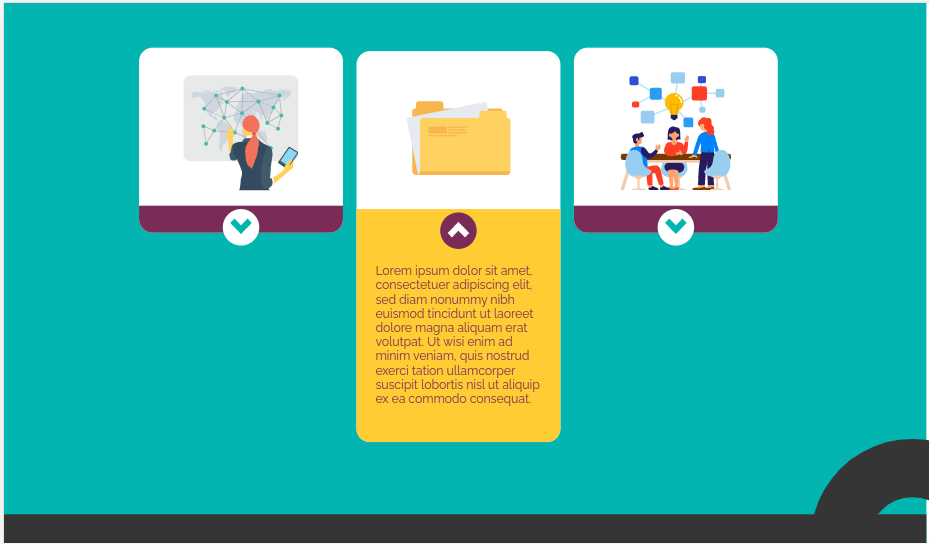 Lorem ipsum dolor sit amet,
consectetuer adipiscing elit,
sed diam nonummy nibh
euismod tincidunt ut laoreet
dolore magna aliquam erat
volutpat. Ut wisi enim ad
minim veniam, quis nostrud
exerci tation ullamcorper
suscipit lobortis nisl ut aliquip
ex ea commodo consequat.